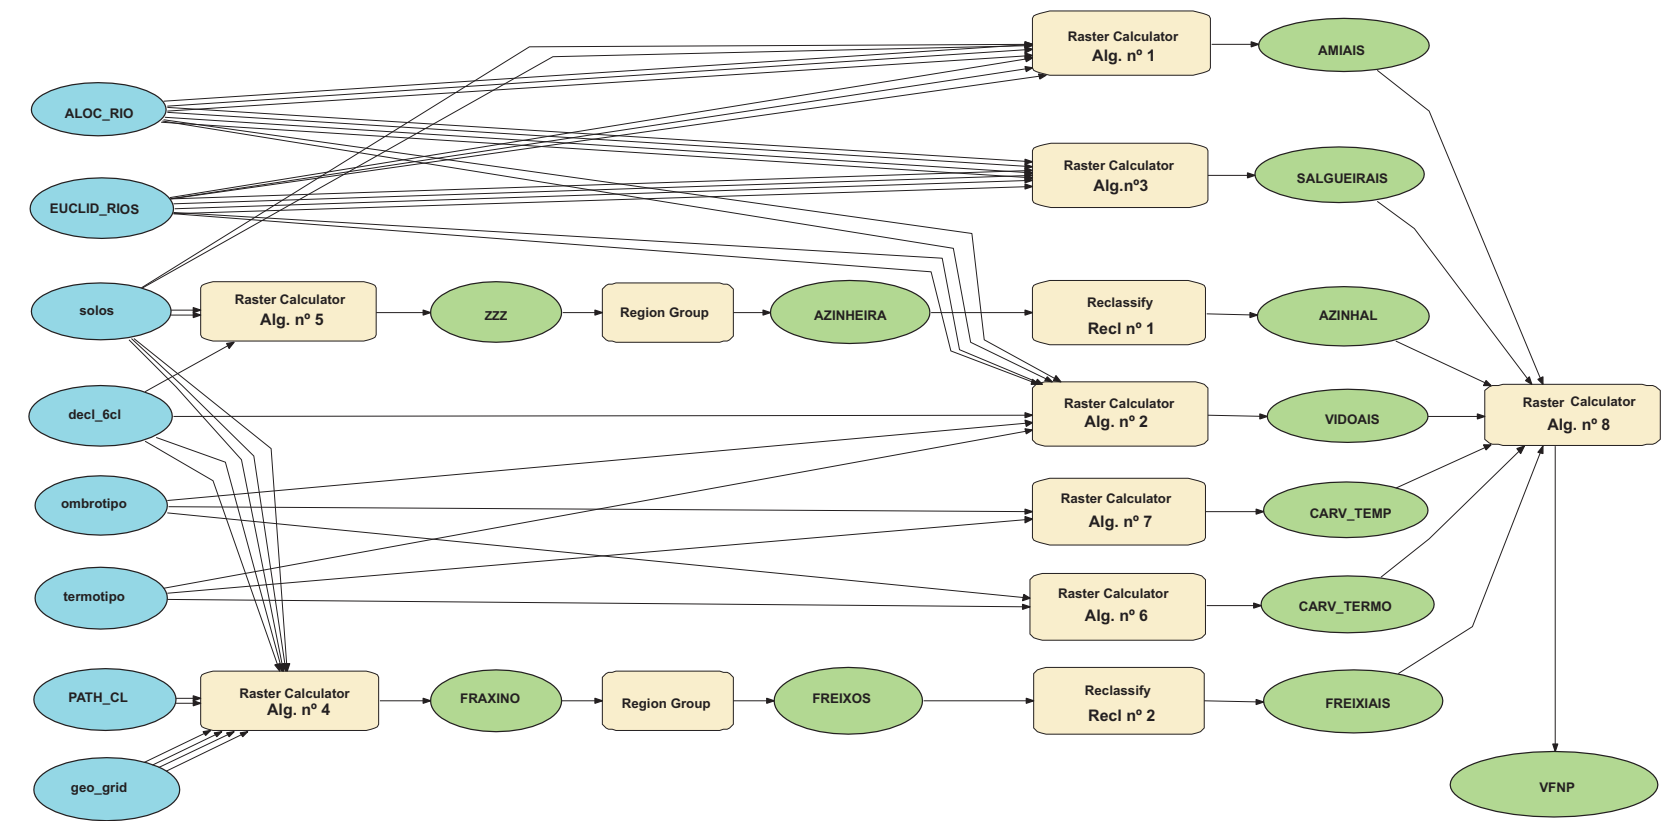 Raster Calculator
Alg. nº 1
AMIAIS
ALOC_RIO
Raster Calculator
Alg.nº3
SALGUEIRAIS
EUCLID_RIOS
solos
Raster Calculator
Alg. nº 5
ZZZ
Region Group
AZINHEIRA
Reclassify
Recl nº 1
AZINHAL
decl_6cl
Raster Calculator
Alg. nº 2
VIDOAIS
Raster Calculator
Alg. nº 8
ombrotipo
Raster Calculator
Alg. nº 7
CARV_TEMP
termotipo
Raster Calculator
Alg. nº 6
CARV_TERMO
PATH_CL
Raster Calculator
Alg. nº 4
FRAXINO
Region Group
FREIXOS
Reclassify
Recl nº 2
FREIXIAIS
geo_grid
VFNP